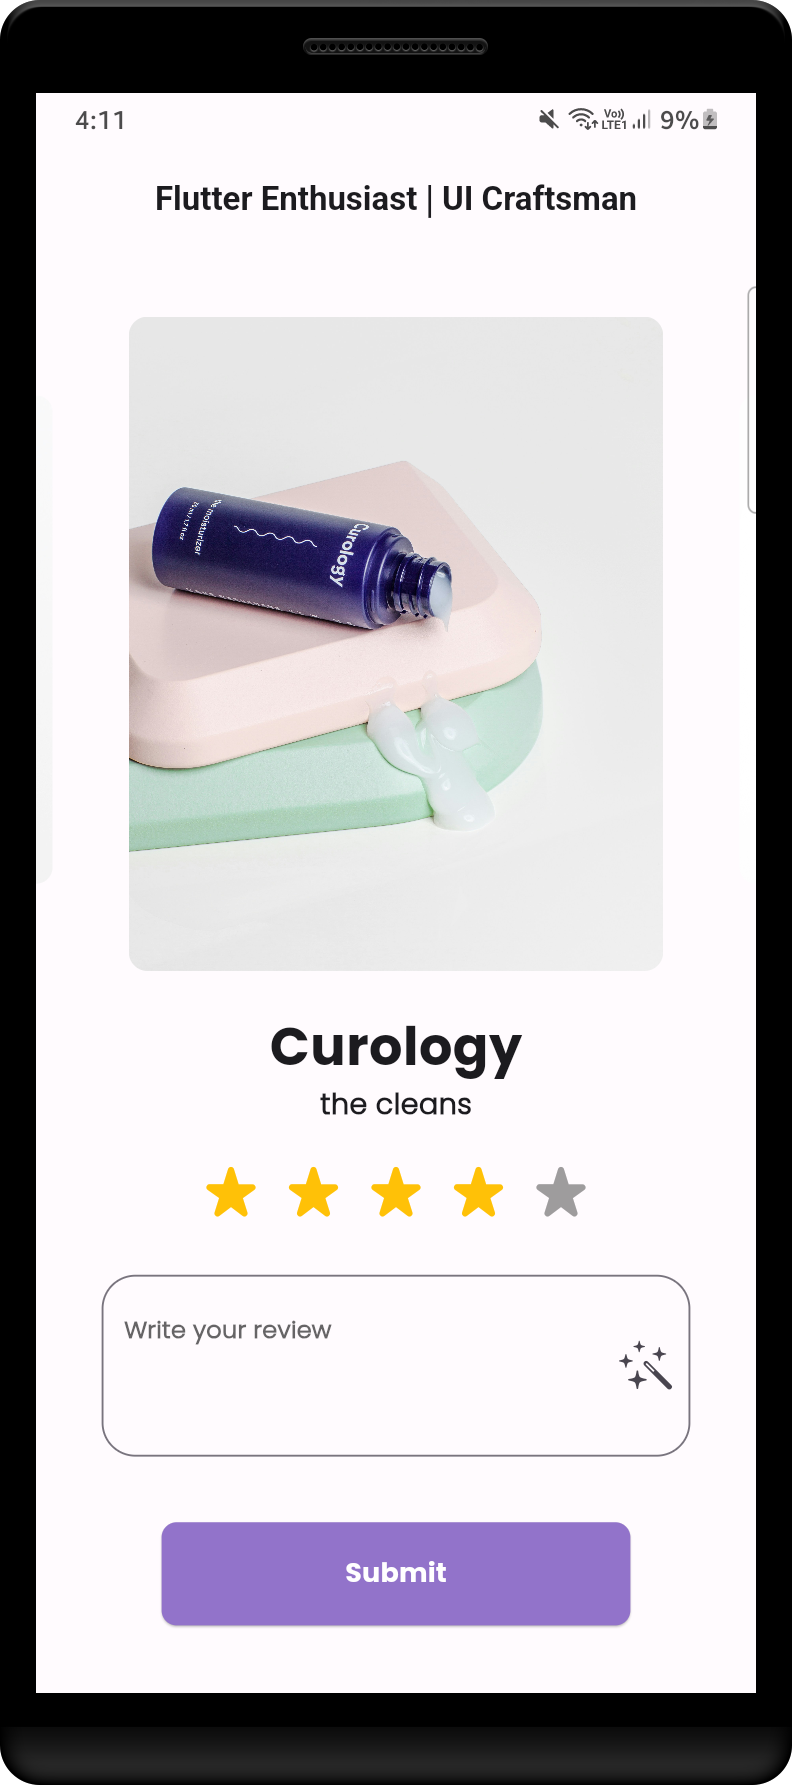 4:11
Vo))
LTE1
9%
Flutter Enthusiast | UI Craftsman
Curology
the moisturizer
Curology
the cleans
Write your review
Submit